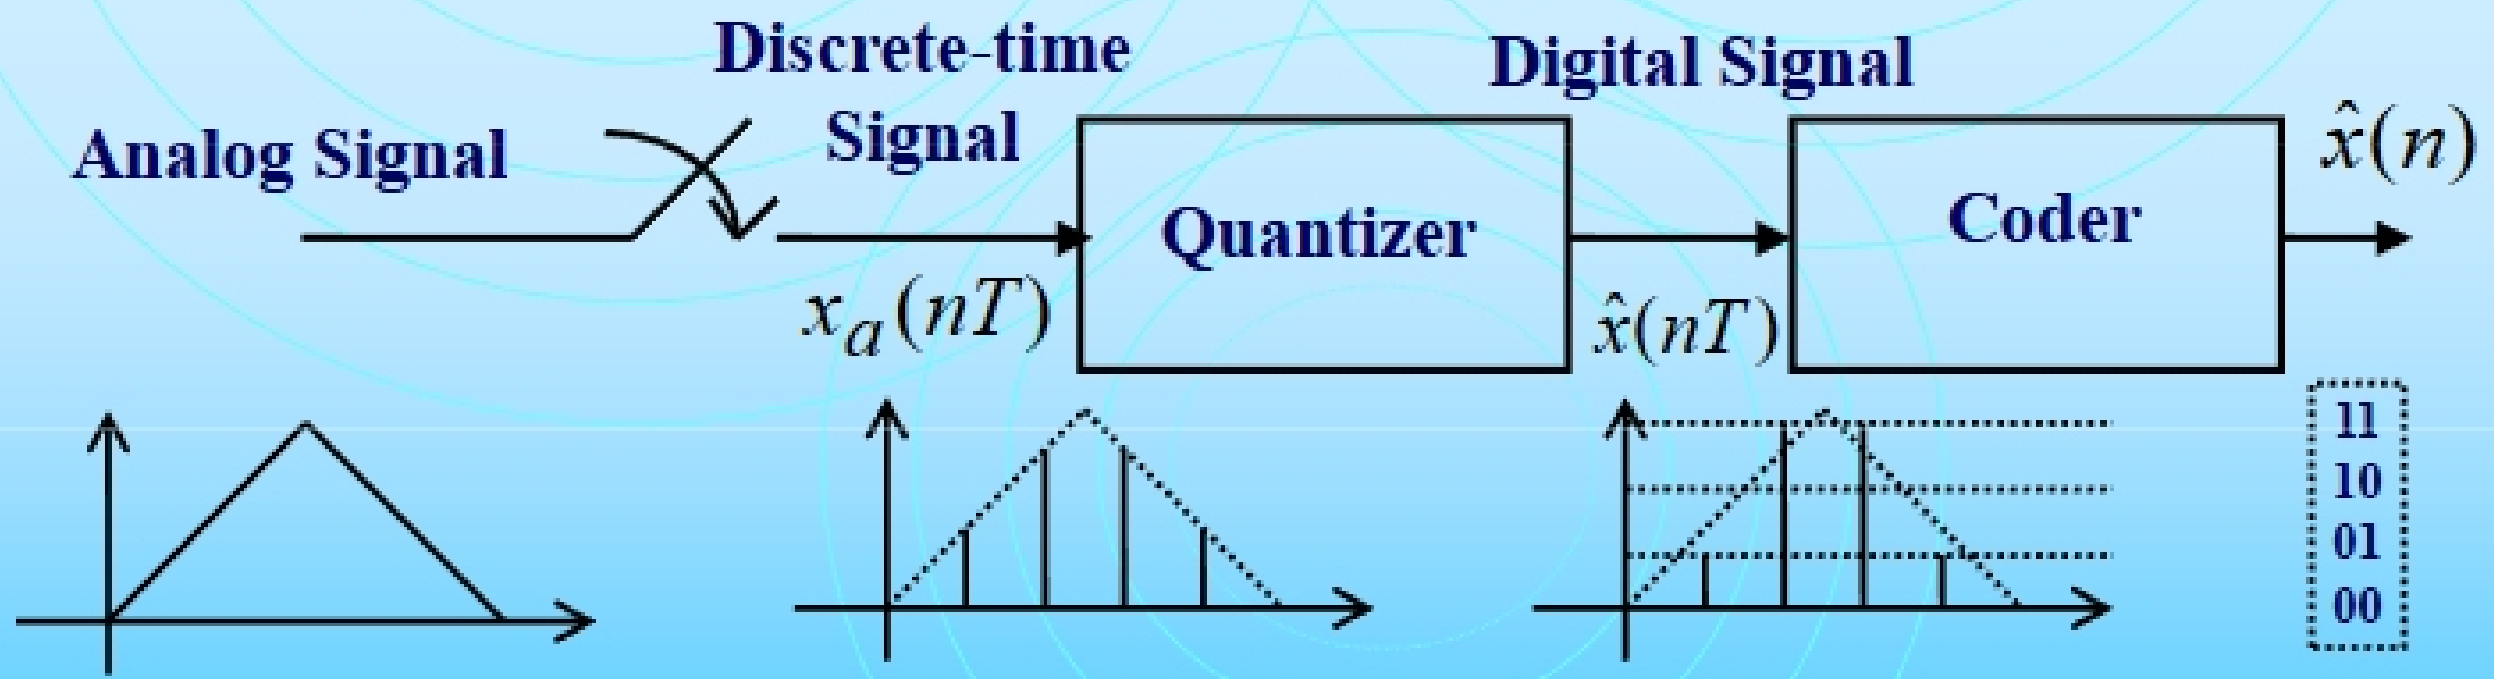 Discrete-time
Signal
Digital Signal
Analog Signal
Quantizer
Coder
x̂(n)
x_a(nT)
x̂(nT)
11
10
01
00